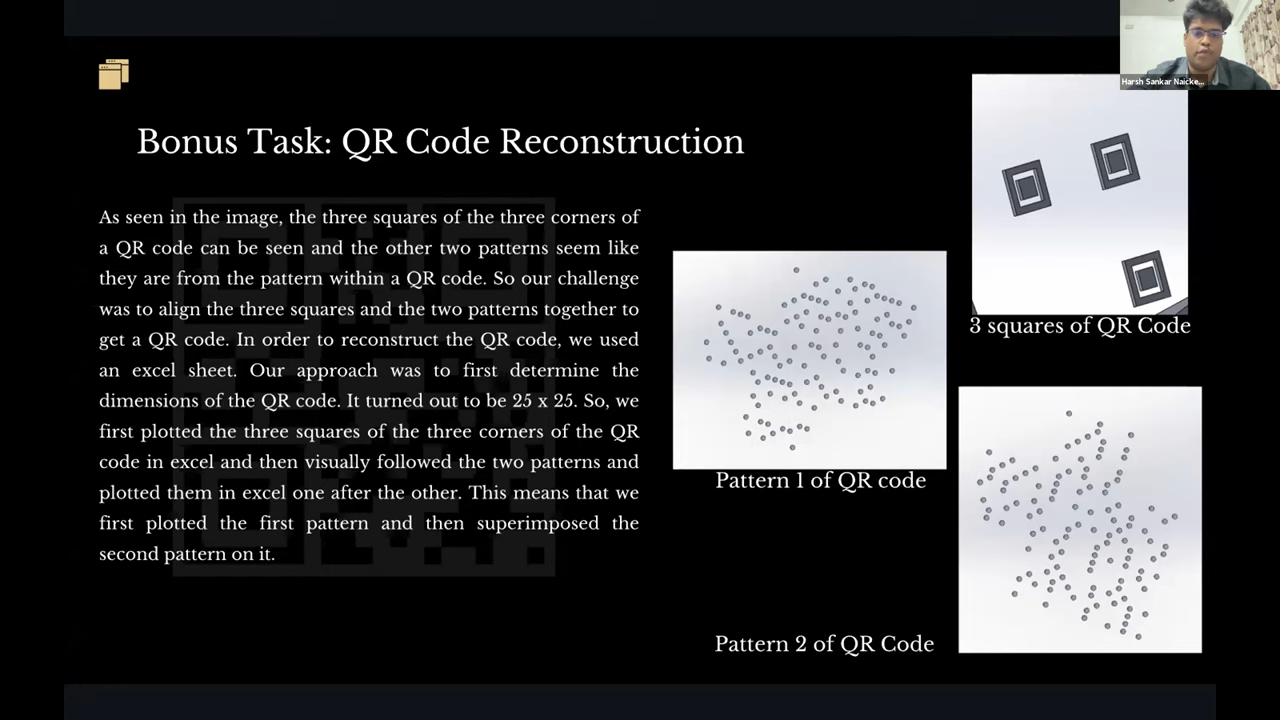 Harsh Sankar Naicke...
Bonus Task: QR Code Reconstruction
As seen in the image, the three squares of the three corners of
a QR code can be seen and the other two patterns seem like
they are from the pattern within a QR code. So our challenge
was to align the three squares and the two patterns together to
get a QR code. In order to reconstruct the QR code, we used
an excel sheet. Our approach was to first determine the
dimensions of the QR code. It turned out to be 25 x 25. So, we
first plotted the three squares of the three corners of the QR
code in excel and then visually followed the two patterns and
plotted them in excel one after the other. This means that we
first plotted the first pattern and then superimposed the
second pattern on it.
3 squares of QR Code
Pattern 1 of QR code
Pattern 2 of QR Code